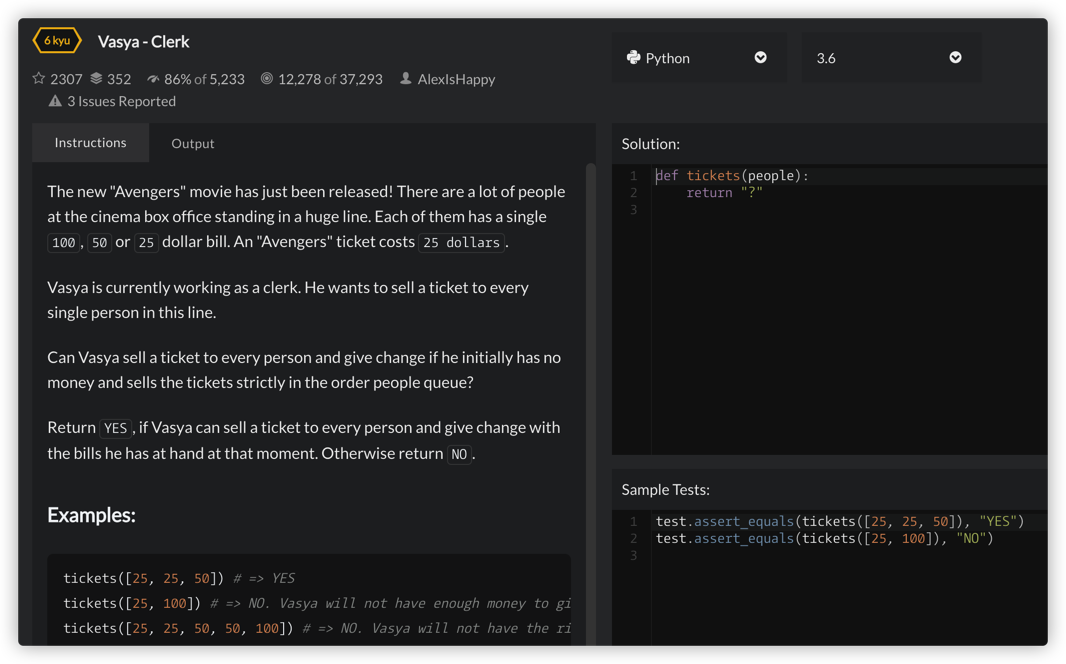 6 kyu Vasya - Clerk
2307 352 86% of 5,233 12,278 of 37,293 AlexIsHappy
3 Issues Reported
Python 3.6
Instructions Output
The new "Avengers" movie has just been released! There are a lot of people
at the cinema box office standing in a huge line. Each of them has a single
100, 50 or 25 dollar bill. An "Avengers" ticket costs 25 dollars.
Vasya is currently working as a clerk. He wants to sell a ticket to every
single person in this line.
Can Vasya sell a ticket to every person and give change if he initially has no
money and sells the tickets strictly in the order people queue?
Return YES, if Vasya can sell a ticket to every person and give change with
the bills he has at hand at that moment. Otherwise return NO.
Examples:
tickets([25, 25, 50]) # => YES
tickets([25, 100]) # => NO. Vasya will not have enough money to gi
tickets([25, 25, 50, 50, 100]) # => NO. Vasya will not have the ri
Solution:
1 def tickets(people):
2 return "?"
3
Sample Tests:
1 test.assert_equals(tickets([25, 25, 50]), "YES")
2 test.assert_equals(tickets([25, 100]), "NO")
3